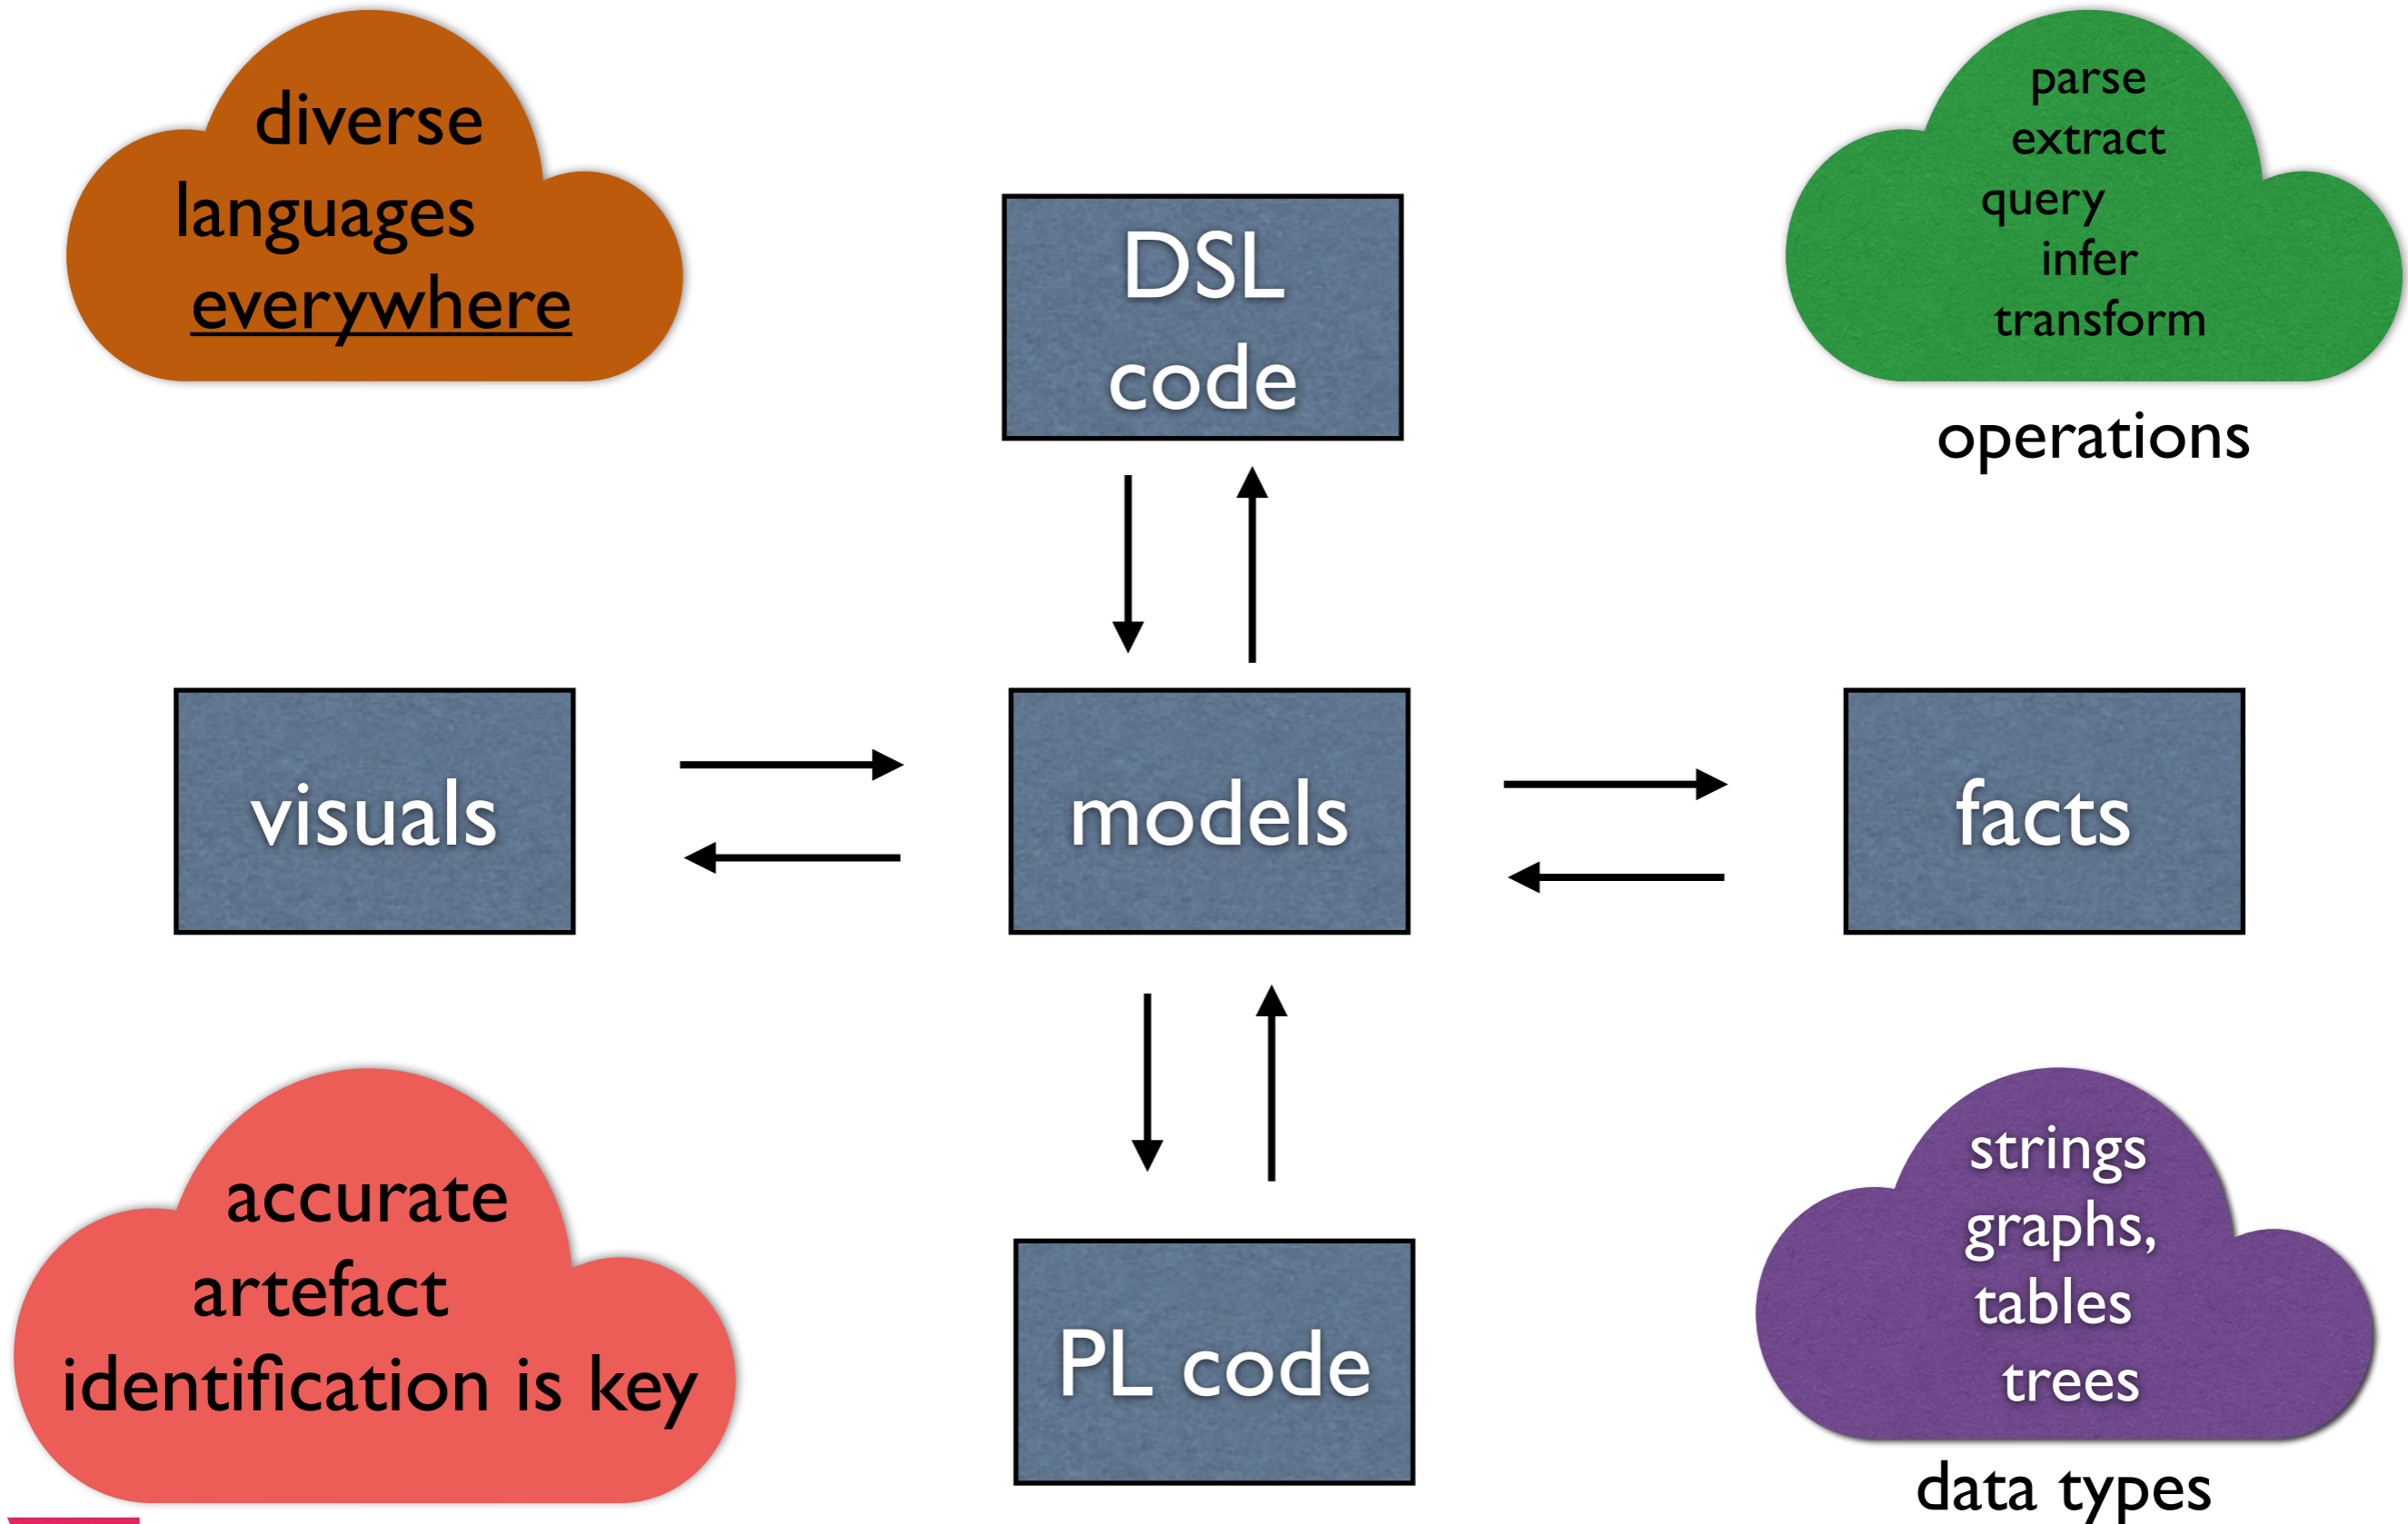 diverse
languages
everywhere
DSL
code
parse
extract
query
infer
transform
operations
visuals
models
facts
accurate
artefact
identification is key
PL code
strings
graphs,
tables
trees
data types